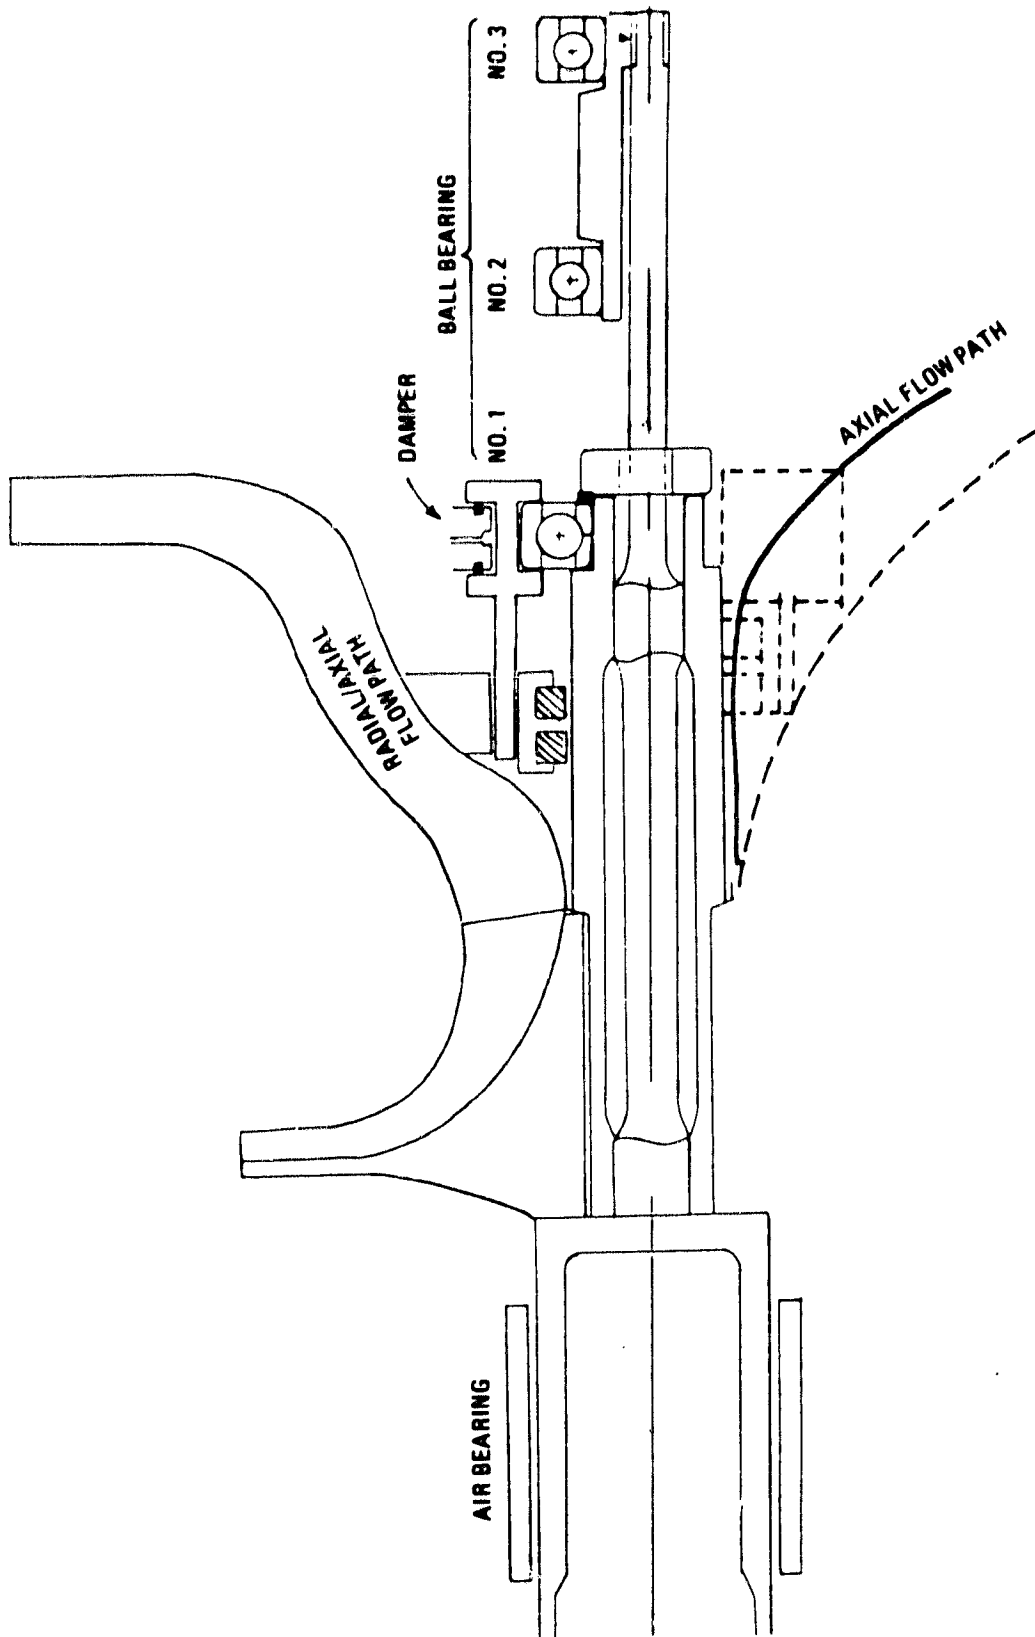 BALL BEARING
NO. 1
NO. 2
NO. 3
DAMPER
RADIAL/AXIAL
FLOW PATH
AXIAL FLOW PATH
AIR BEARING